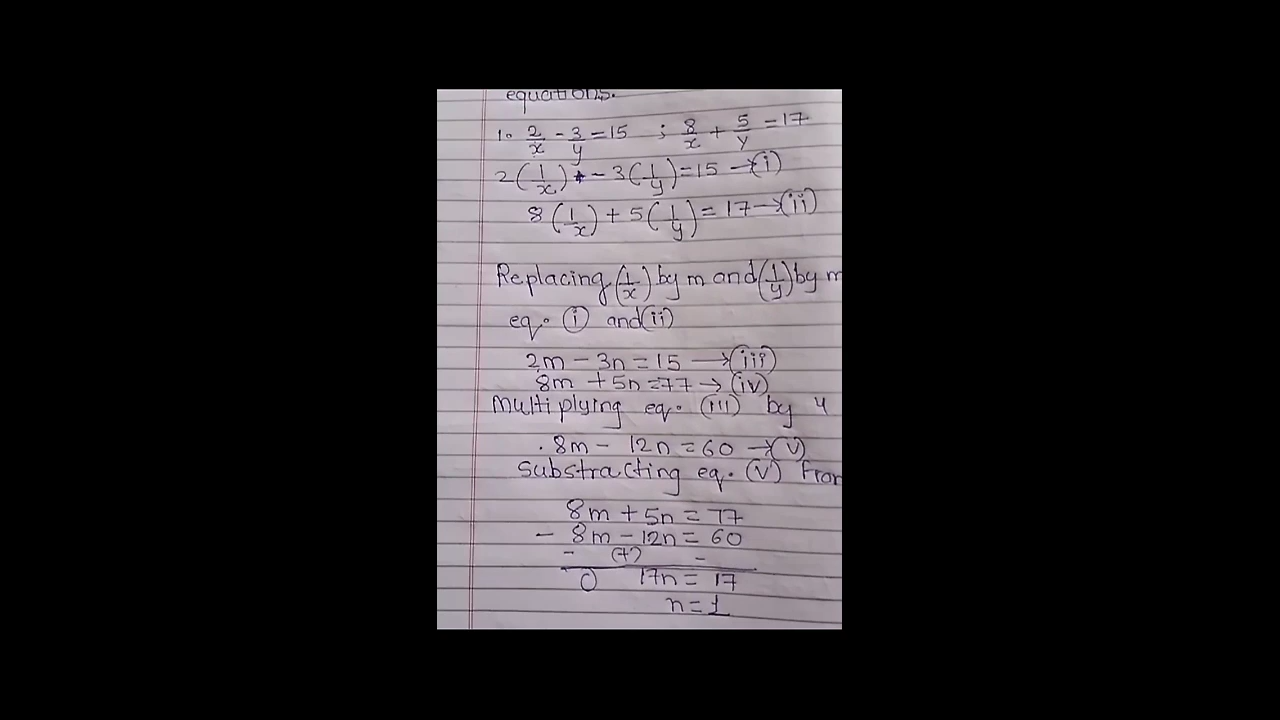 equations.
1. 2/x - 3/y = 15 ; 8/x + 5/y = 17
2(1/x) - 3(1/y) = 15 → (i)
8(1/x) + 5(1/y) = 17 → (ii)
Replacing (1/x) by m and (1/y) by
eq. (i) and (ii)
2m - 3n = 15 → (iii)
8m + 5n = 77 → (iv)
Multiplying eq. (iii) by 4
8m - 12n = 60 → (v)
Substracting eq. (v)
8m + 5n = 77
- 8m - 12n = 60
- (+) -
0 17n = 17
n = 1